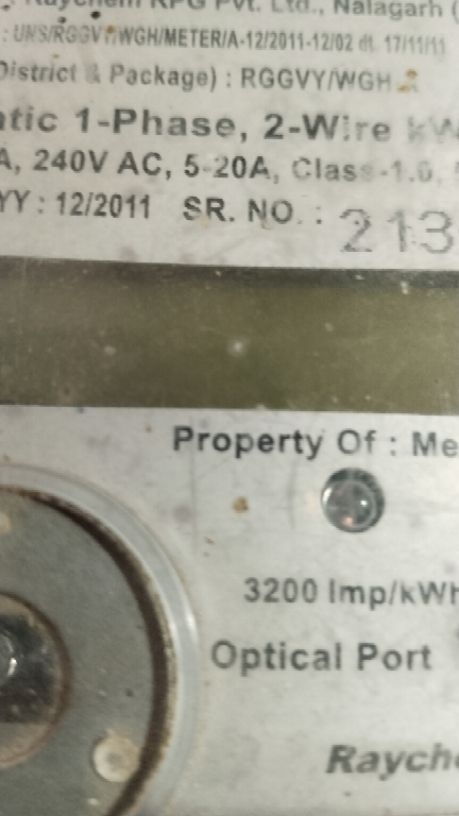 Raychem RPG Pvt. Ltd., Nalagarh (
: UNS/RGGVY/WGH/METER/A-12/2011-12/02 dt. 17/11/11
District & Package) : RGGVY/WGH
tic 1-Phase, 2-Wire kW
A, 240V AC, 5-20A, Class-1.0,
YY : 12/2011 SR. NO. : 213
Property Of : Me
3200 Imp/kWh
Optical Port
Rayche